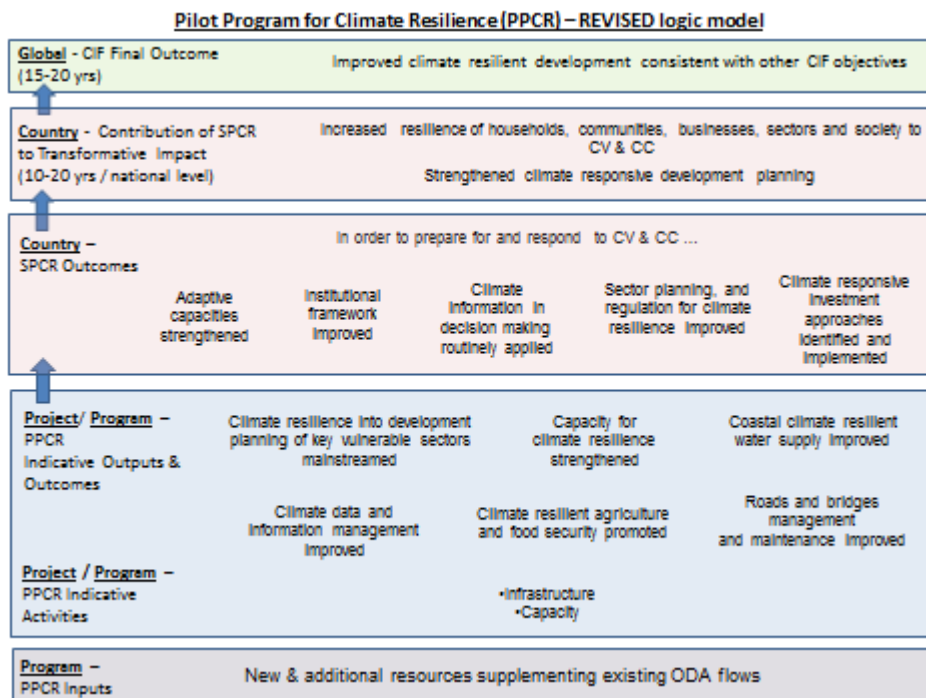 Pilot Program for Climate Resilience (PPCR) – REVISED logic model
Global - CIF Final Outcome
(15-20 yrs)
Improved climate resilient development consistent with other CIF objectives
Country - Contribution of SPCR
to Transformative Impact
(10-20 yrs / national level)
Increased resilience of households, communities, businesses, sectors and society to
CV & CC
Strengthened climate responsive development planning
Country –
SPCR Outcomes
In order to prepare for and respond to CV & CC ...
Adaptive
capacities
strengthened
Institutional
framework
improved
Climate
information in
decision making
routinely applied
Sector planning, and
regulation for climate
resilience improved
Climate responsive
investment
approaches
identified and
implemented
Project/ Program –
PPCR
Indicative Outputs &
Outcomes
Climate resilience into development
planning of key vulnerable sectors
mainstreamed
Capacity for
climate resilience
strengthened
Coastal climate resilient
water supply improved
Climate data and
information management
improved
Climate resilient agriculture
and food security promoted
Roads and bridges
management
and maintenance improved
Project / Program –
PPCR Indicative
Activities
•Infrastructure
•Capacity
Program –
PPCR Inputs
New & additional resources supplementing existing ODA flows